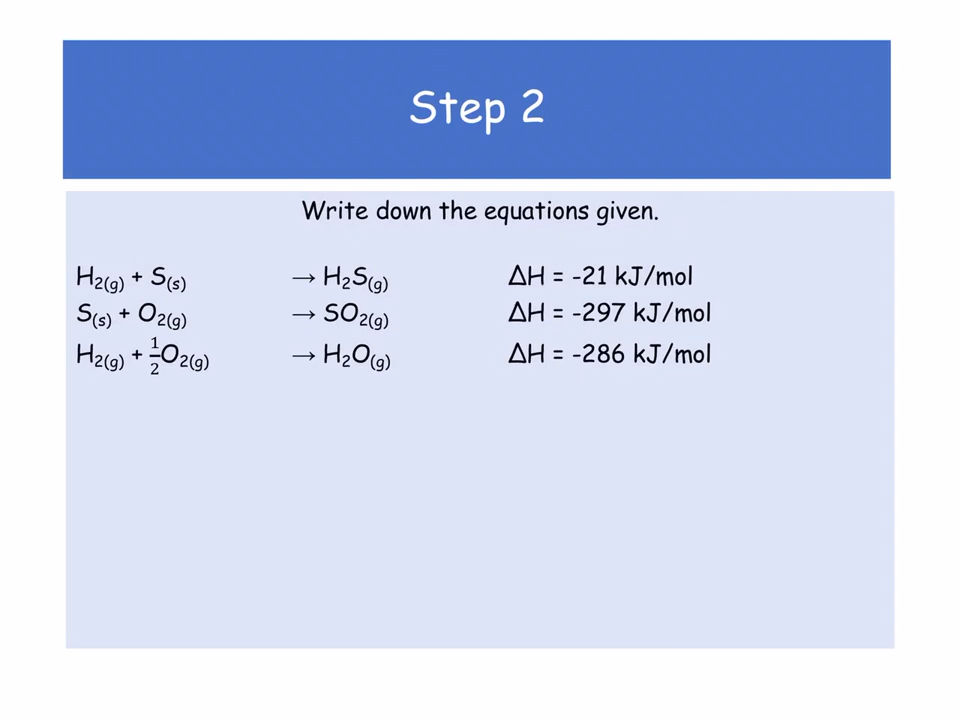 Step 2
Write down the equations given.
H₂₍g₎ + S₍s₎ → H₂S₍g₎ ΔH = -21 kJ/mol
S₍s₎ + O₂₍g₎ → SO₂₍g₎ ΔH = -297 kJ/mol
H₂₍g₎ + ½O₂₍g₎ → H₂O₍g₎ ΔH = -286 kJ/mol